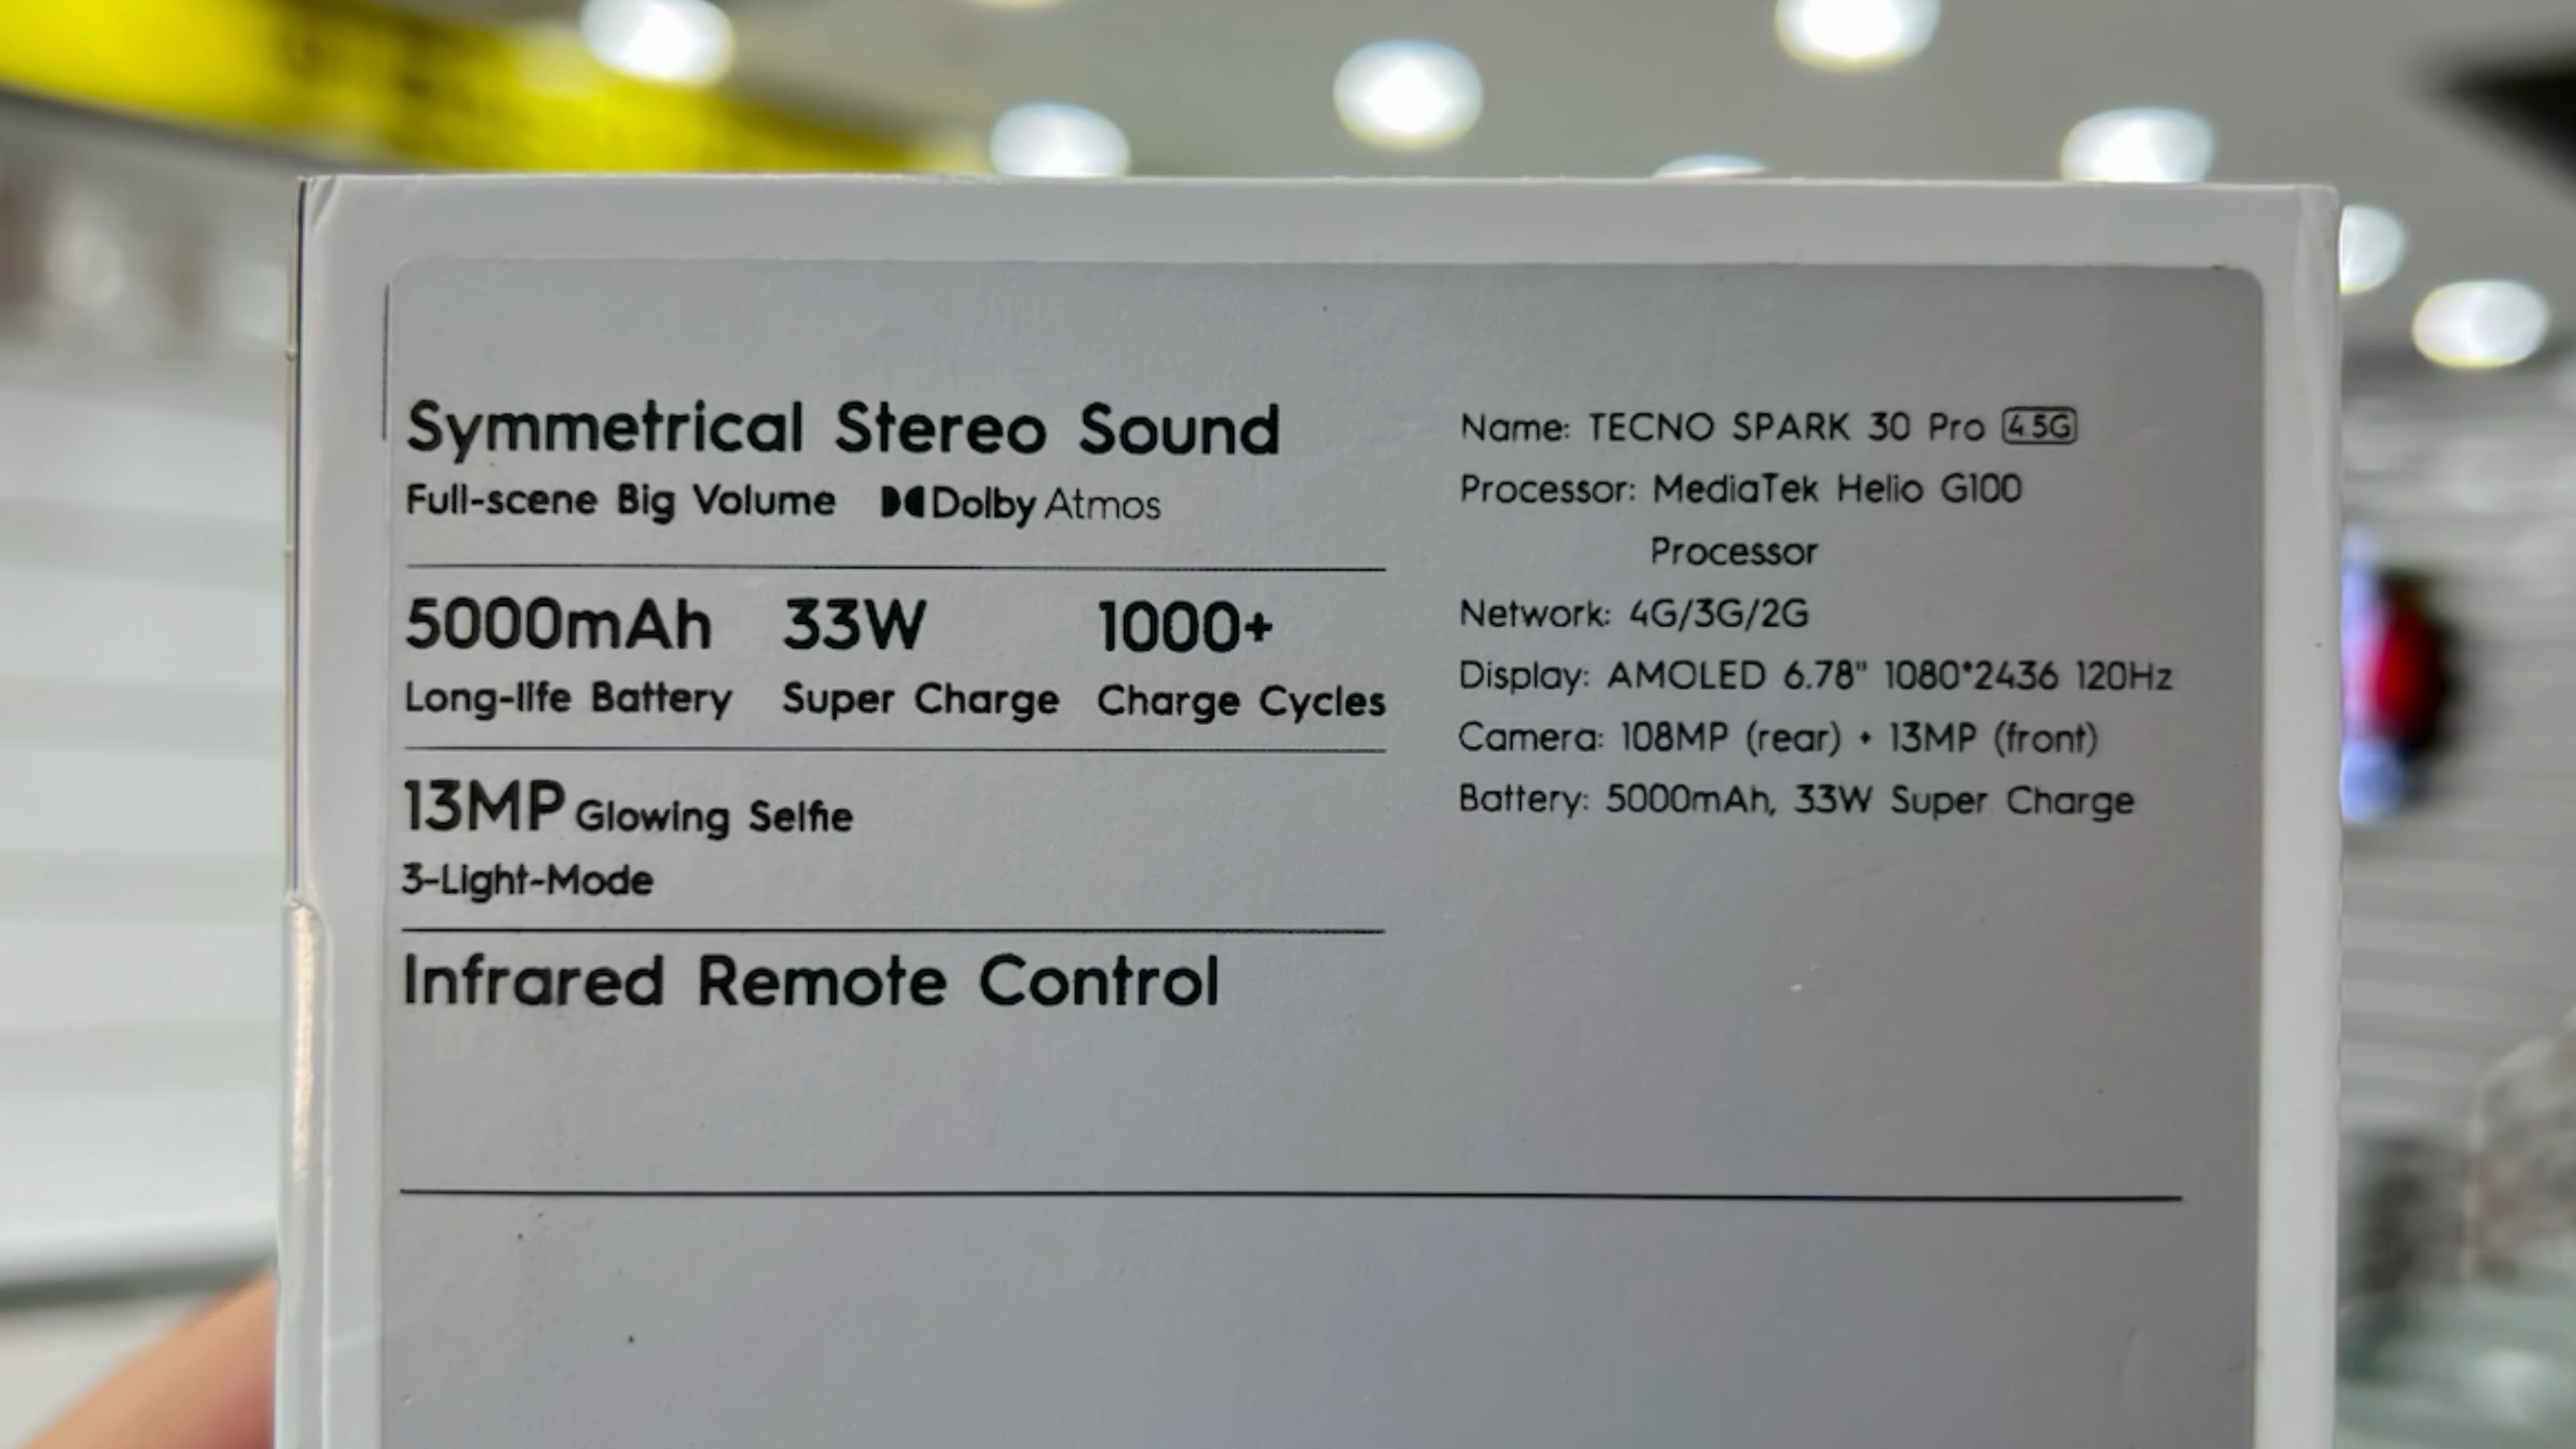 Symmetrical Stereo Sound
Full-scene Big Volume Dolby Atmos
5000mAh 33W 1000+
Long-life Battery Super Charge Charge Cycles
13MP Glowing Selfie
3-Light-Mode
Infrared Remote Control
Name: TECNO SPARK 30 Pro 4.5G
Processor: MediaTek Helio G100
Processor
Network: 4G/3G/2G
Display: AMOLED 6.78" 1080*2436 120Hz
Camera: 108MP (rear) + 13MP (front)
Battery: 5000mAh, 33W Super Charge